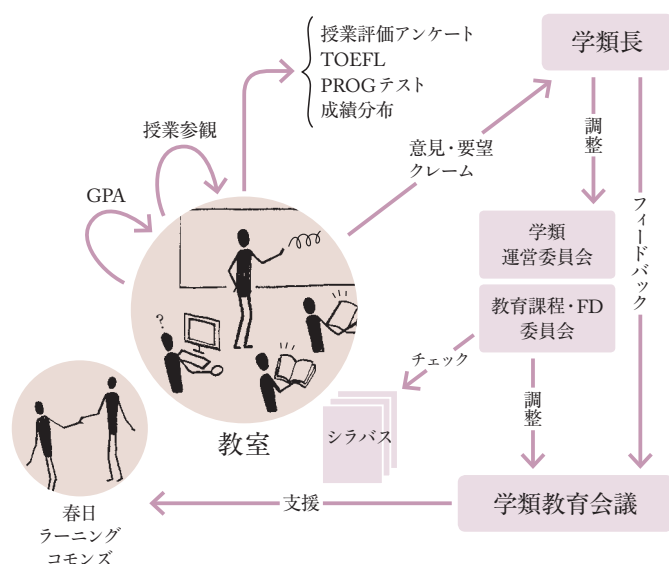 授業評価アンケート
TOEFL
PROGテスト
成績分布
学類長
授業参観
GPA
意見・要望
クレーム
調整
フィードバック
学類
運営委員会
教育課程・FD
委員会
チェック
シラバス
調整
教室
学類教育会議
支援
春日
ラーニング
コモンズ
?